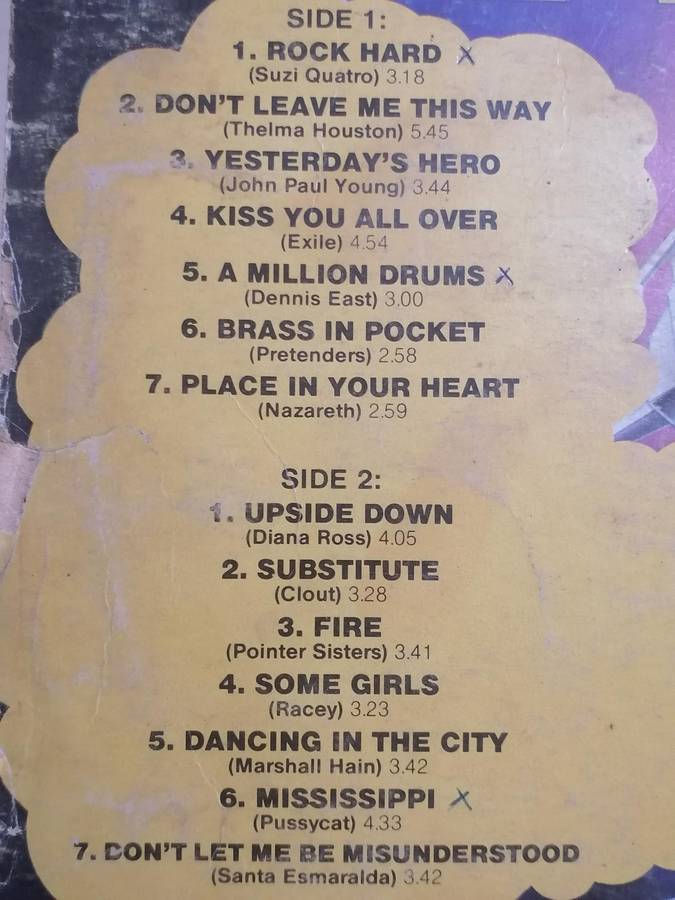 SIDE 1:
1. ROCK HARD x
(Suzi Quatro) 3.18
2. DON'T LEAVE ME THIS WAY
(Thelma Houston) 5.45
3. YESTERDAY'S HERO
(John Paul Young) 3.44
4. KISS YOU ALL OVER
(Exile) 4.54
5. A MILLION DRUMS x
(Dennis East) 3.00
6. BRASS IN POCKET
(Pretenders) 2.58
7. PLACE IN YOUR HEART
(Nazareth) 2.59
SIDE 2:
1. UPSIDE DOWN
(Diana Ross) 4.05
2. SUBSTITUTE
(Clout) 3.28
3. FIRE
(Pointer Sisters) 3.41
4. SOME GIRLS
(Racey) 3.23
5. DANCING IN THE CITY
(Marshall Hain) 3.42
6. MISSISSIPPI x
(Pussycat) 4.33
7. DON'T LET ME BE MISUNDERSTOOD
(Santa Esmaralda) 3.42